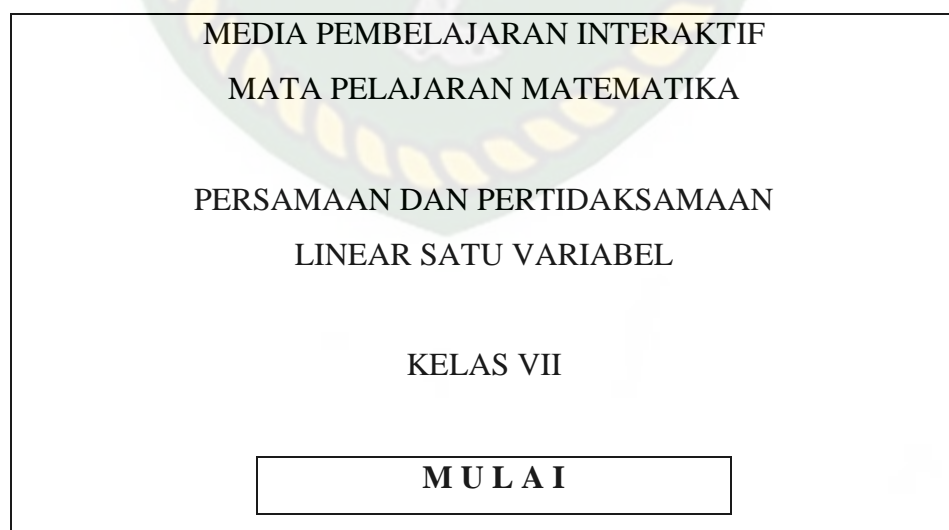 MEDIA PEMBELAJARAN INTERAKTIF
MATA PELAJARAN MATEMATIKA
PERSAMAAN DAN PERTIDAKSAMAAN
LINEAR SATU VARIABEL
KELAS VII
M U L A I